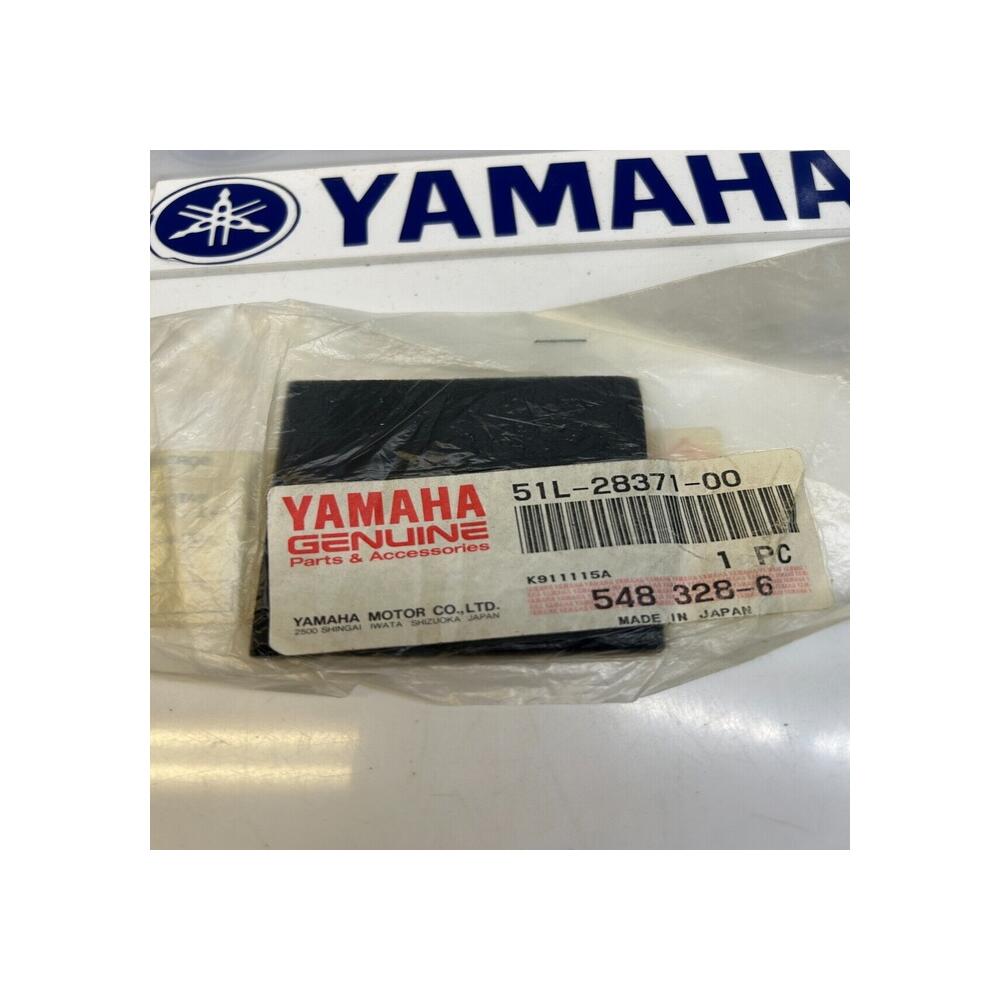 YAMAHA
YAMAHA
GENUINE
Parts & Accessories
51L-28371-00
K911115A
1 PC
548 328-6
YAMAHA MOTOR CO.,LTD.
2500 SHINGAI IWATA SHIZUOKA JAPAN
MADE IN JAPAN